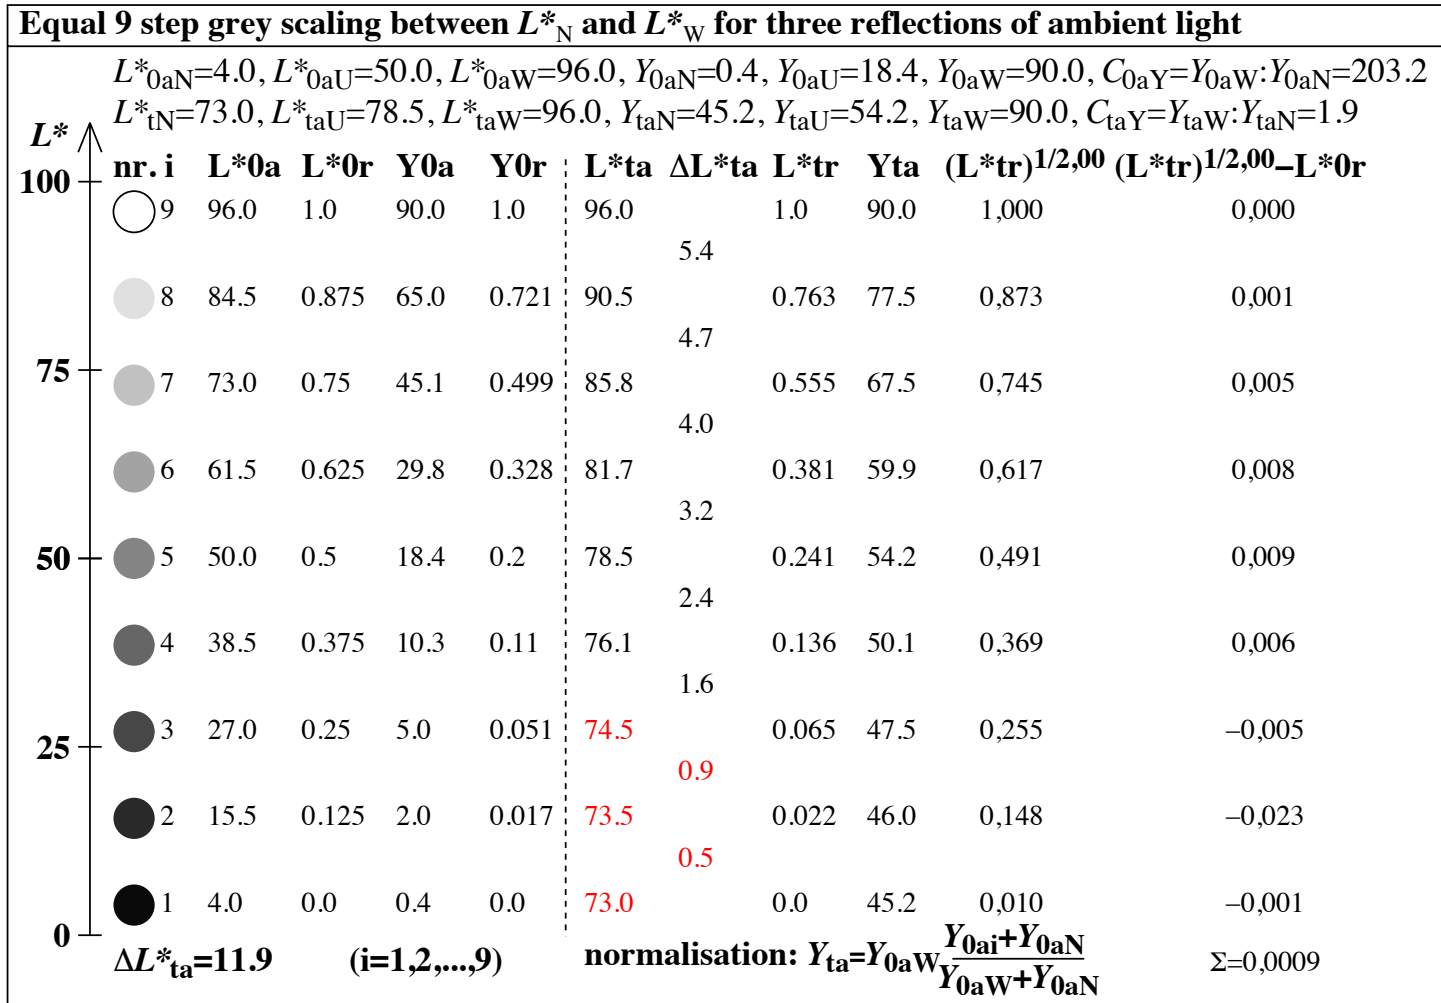 Equal 9 step grey scaling between L*N and L*W for three reflections of ambient light
L*0aN=4.0, L*0aU=50.0, L*0aW=96.0, Y0aN=0.4, Y0aU=18.4, Y0aW=90.0, C0aY=Y0aW:Y0aN=203.2
L*tN=73.0, L*taU=78.5, L*taW=96.0, YtaN=45.2, YtaU=54.2, YtaW=90.0, CtaY=YtaW:YtaN=1.9
L*
nr. i L*0a L*0r Y0a Y0r L*ta ΔL*ta L*tr Yta (L*tr)1/2,00 (L*tr)1/2,00–L*0r
100
9 96.0 1.0 90.0 1.0 96.0 1.0 90.0 1,000 0,000
5.4
8 84.5 0.875 65.0 0.721 90.5 0.763 77.5 0,873 0,001
4.7
75
7 73.0 0.75 45.1 0.499 85.8 0.555 67.5 0,745 0,005
4.0
6 61.5 0.625 29.8 0.328 81.7 0.381 59.9 0,617 0,008
3.2
50
5 50.0 0.5 18.4 0.2 78.5 0.241 54.2 0,491 0,009
2.4
4 38.5 0.375 10.3 0.11 76.1 0.136 50.1 0,369 0,006
1.6
3 27.0 0.25 5.0 0.051 74.5 0.065 47.5 0,255 –0,005
25
0.9
2 15.5 0.125 2.0 0.017 73.5 0.022 46.0 0,148 –0,023
0.5
1 4.0 0.0 0.4 0.0 73.0 0.0 45.2 0,010 –0,001
0
ΔL*ta=11.9 (i=1,2,...,9) normalisation: Yta=Y0aW Y0ai+Y0aN
Y0aW+Y0aN
Σ=0,0009